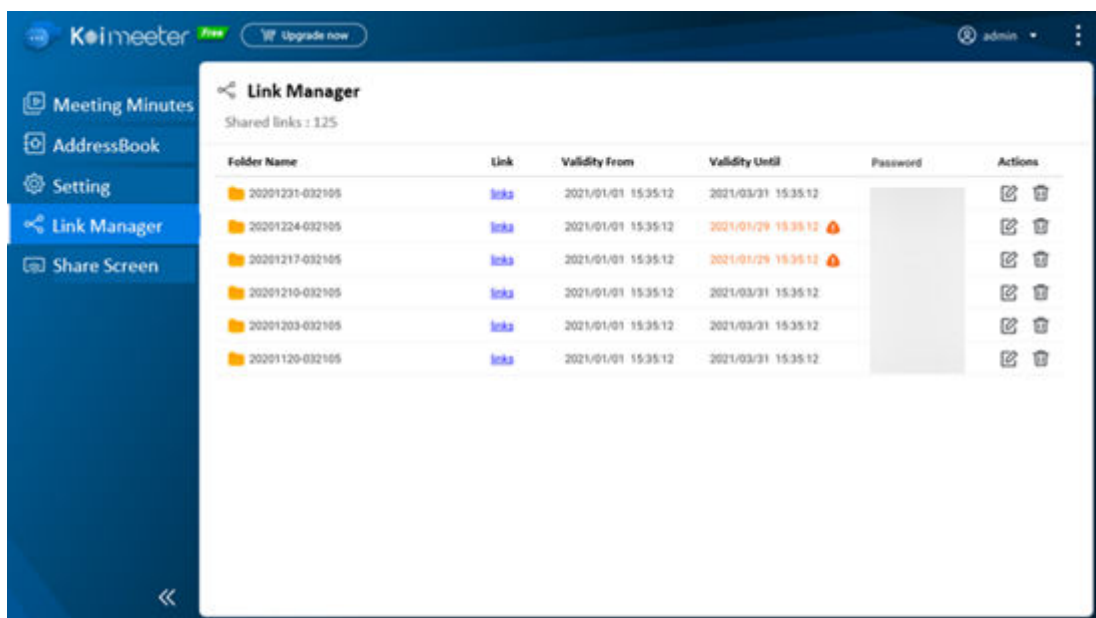 Koimeeter Free Upgrade now admin
Meeting Minutes
AddressBook
Setting
Link Manager
Share Screen
Link Manager
Shared links : 125
Folder Name Link Validity From Validity Until Password Actions
20201231-032105 links 2021/01/01 15:35:12 2021/03/31 15:35:12
20201224-032105 links 2021/01/01 15:35:12 2021/01/29 15:35:12
20201217-032105 links 2021/01/01 15:35:12 2021/01/29 15:35:12
20201210-032105 links 2021/01/01 15:35:12 2021/03/31 15:35:12
20201203-032105 links 2021/01/01 15:35:12 2021/03/31 15:35:12
20201120-032105 links 2021/01/01 15:35:12 2021/03/31 15:35:12